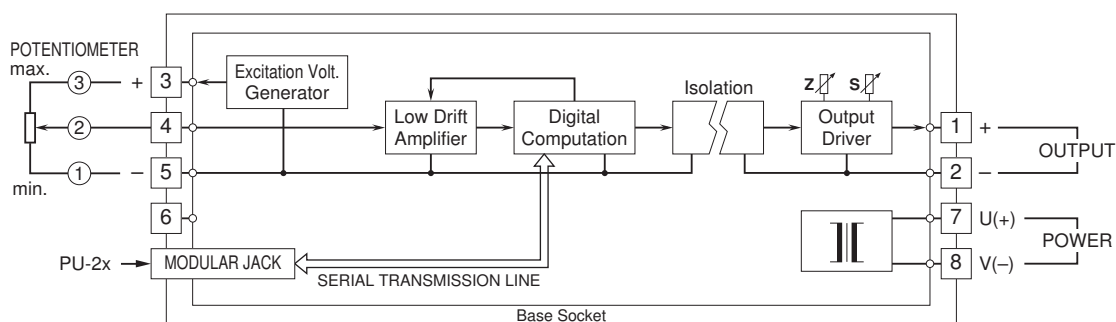 POTENTIOMETER
max.
3
+
3
Excitation Volt.
Generator
2
4
Low Drift
Amplifier
Digital
Computation
Isolation
Z
S
Output
Driver
1
+
OUTPUT
2
–
1
–
5
min.
6
7
U(+)
POWER
8
V(–)
PU-2x
MODULAR JACK
SERIAL TRANSMISSION LINE
Base Socket